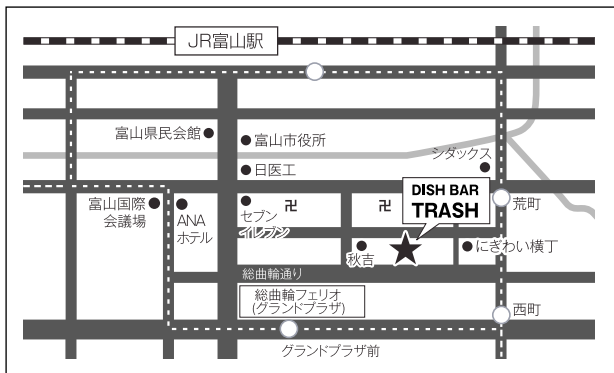 JR富山駅
富山県民会館
富山市役所
シダックス
日医工
DISH BAR
TRASH
富山国際
会議場
ANA
ホテル
セブン
イレブン
卍
卍
荒町
秋吉
にぎわい横丁
総曲輪通り
総曲輪フェリオ
(グランドプラザ)
西町
グランドプラザ前